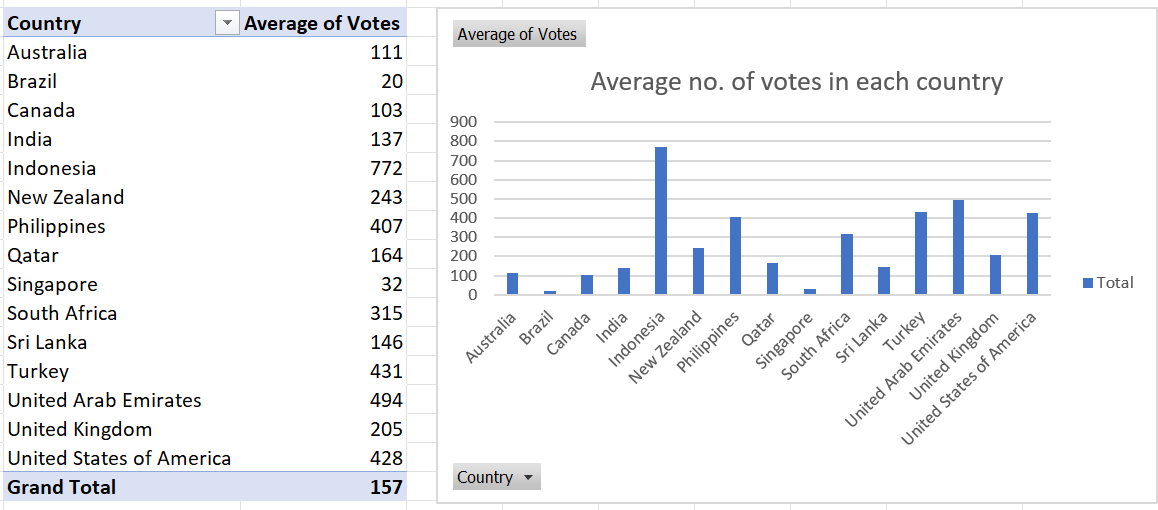 Country Average of Votes
Australia 111
Brazil 20
Canada 103
India 137
Indonesia 772
New Zealand 243
Philippines 407
Qatar 164
Singapore 32
South Africa 315
Sri Lanka 146
Turkey 431
United Arab Emirates 494
United Kingdom 205
United States of America 428
Grand Total 157
Average of Votes
Average no. of votes in each country
900
800
700
600
500
400
300
200
100
0
Australia
Brazil
Canada
India
Indonesia
New Zealand
Philippines
Qatar
Singapore
South Africa
Sri Lanka
Turkey
United Arab Emirates
United Kingdom
United States of America
Total
Country